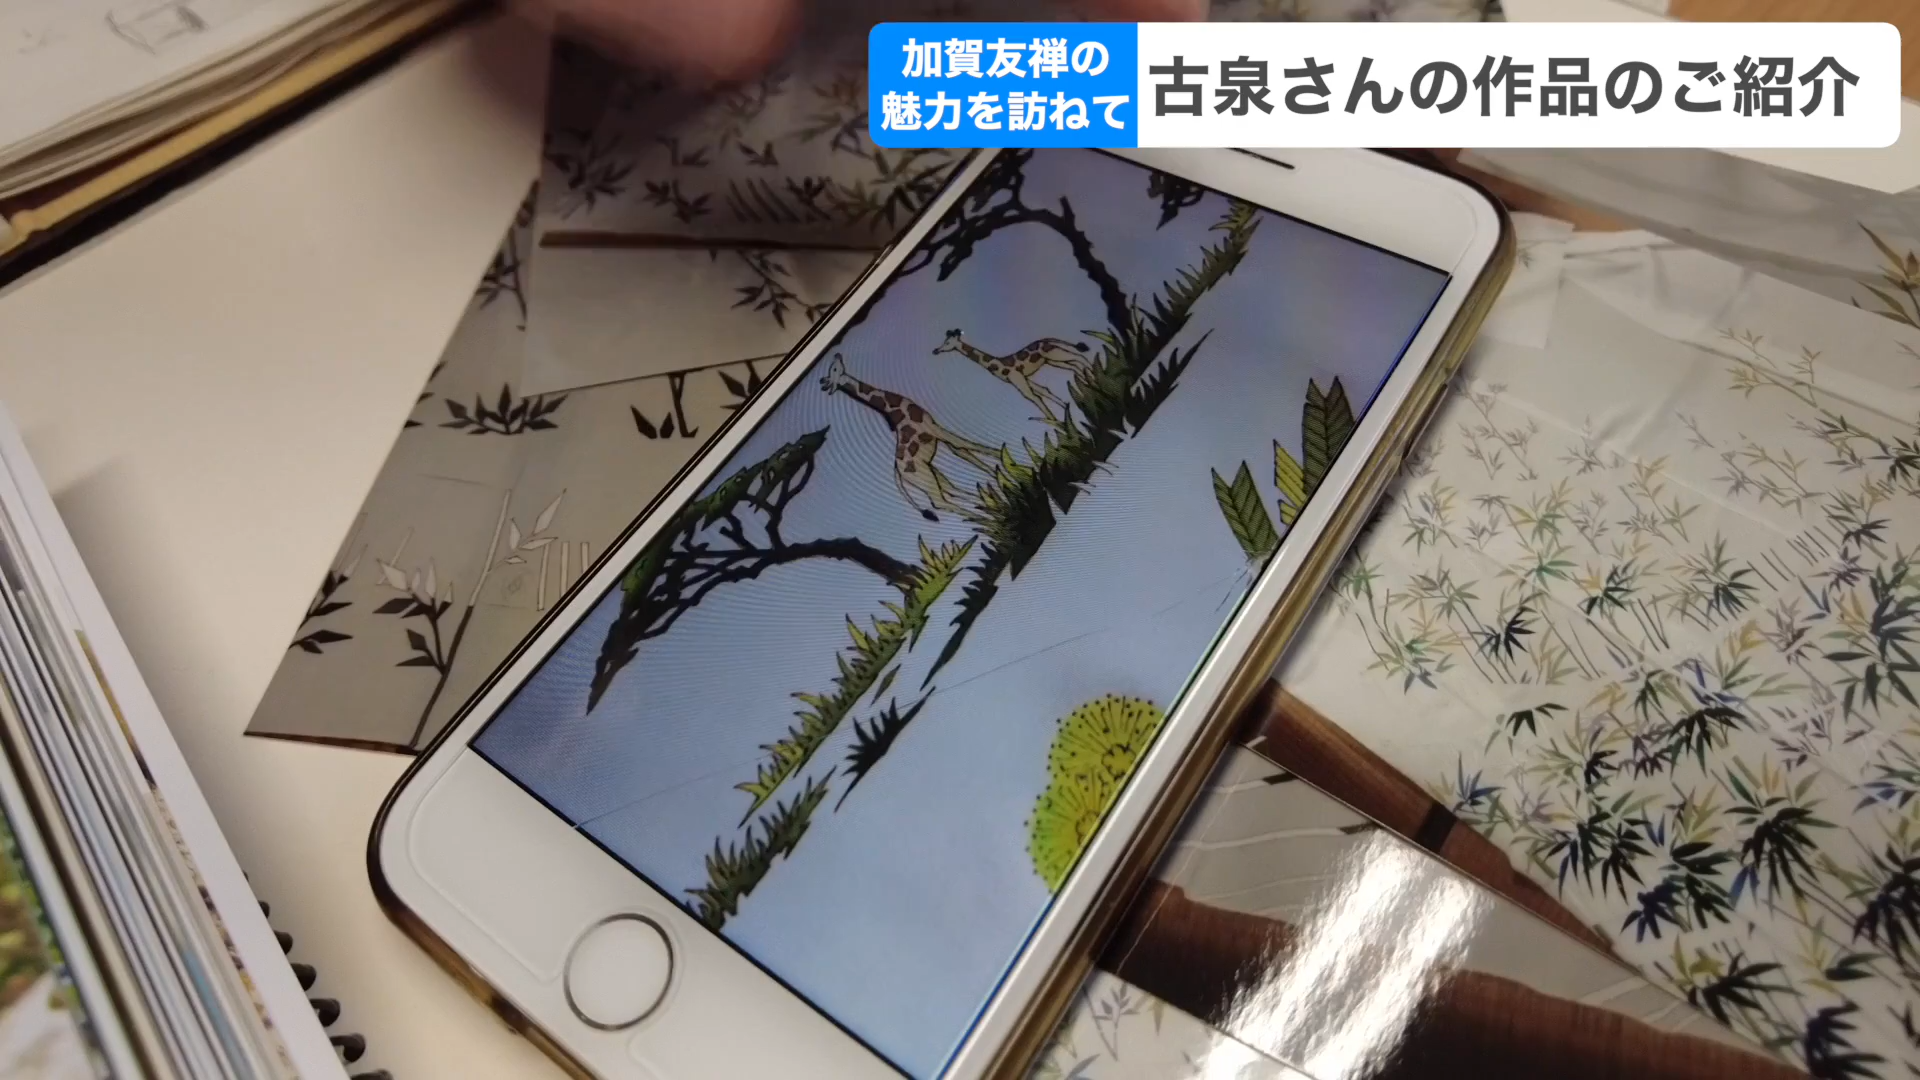 加賀友禅の
魅力を訪ねて
古泉さんの作品のご紹介